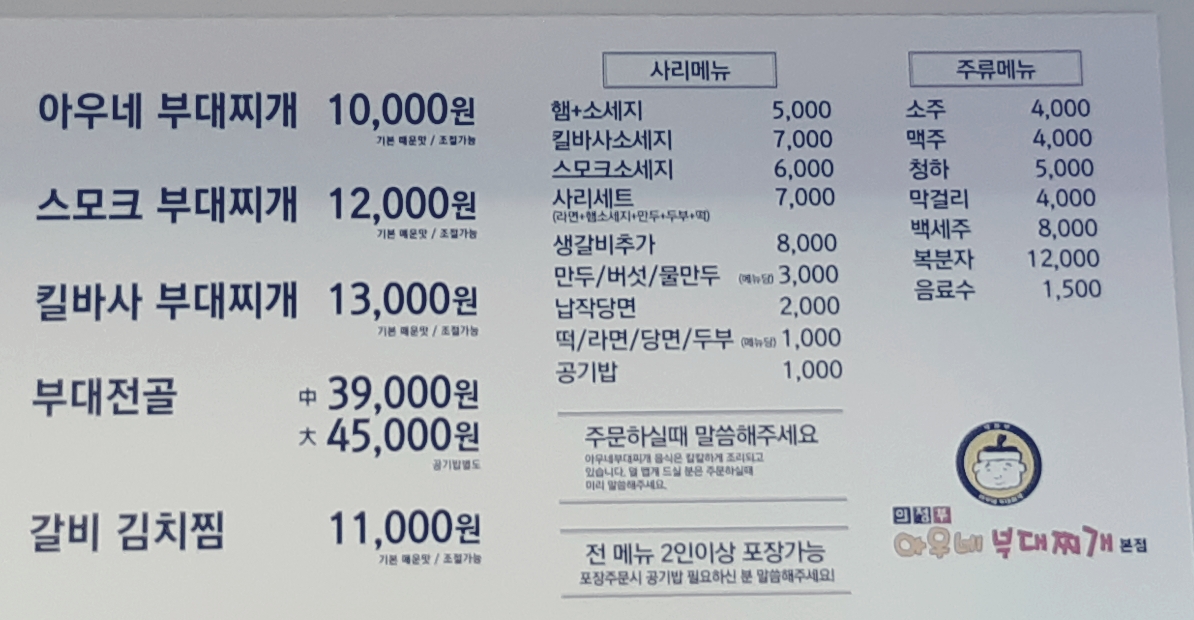 아우네 부대찌개 10,000원
기본 매운맛 / 조절가능
스모크 부대찌개 12,000원
기본 매운맛 / 조절가능
킬바사 부대찌개 13,000원
기본 매운맛 / 조절가능
부대전골 中 39,000원
大 45,000원
공기밥별도
갈비 김치찜 11,000원
기본 매운맛 / 조절가능
사리메뉴
햄+소세지 5,000
킬바사소세지 7,000
스모크소세지 6,000
사리세트 7,000
(라면+햄소세지+만두+두부+떡)
생갈비추가 8,000
만두/버섯/물만두 (메뉴당) 3,000
납작당면 2,000
떡/라면/당면/두부 (메뉴당) 1,000
공기밥 1,000
주문하실때 말씀해주세요
아우네부대찌개 음식은 칼칼하게 조리되고
있습니다. 덜 맵게 드실 분은 주문하실때
미리 말씀해주세요.
전 메뉴 2인이상 포장가능
포장주문시 공기밥 필요하신 분 말씀해주세요!
주류메뉴
소주 4,000
맥주 4,000
청하 5,000
막걸리 4,000
백세주 8,000
복분자 12,000
음료수 1,500
의정부
아우네 부대찌개 본점